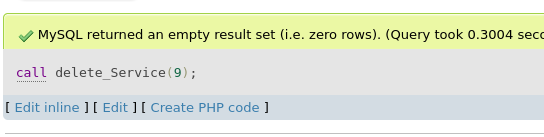 MySQL returned an empty result set (i.e. zero rows). (Query took 0.3004
call delete_Service(9);
[ Edit inline ] [ Edit ] [ Create PHP code ]